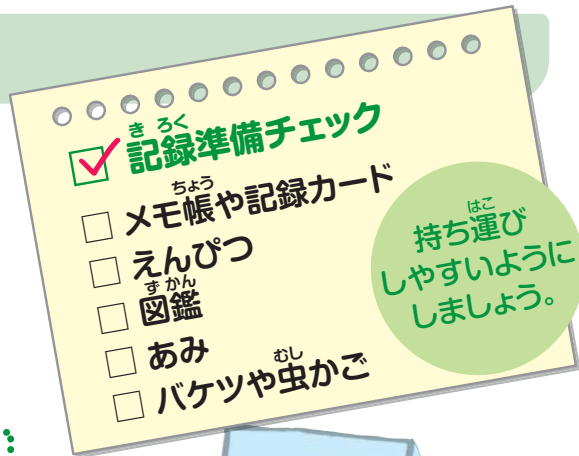 記録準備チェック
きろく
メモ帳や記録カード
ちょう
えんぴつ
図鑑
ずかん
あみ
バケツや虫かご
むし
持ち運び
はこ
しやすいように
しましょう。